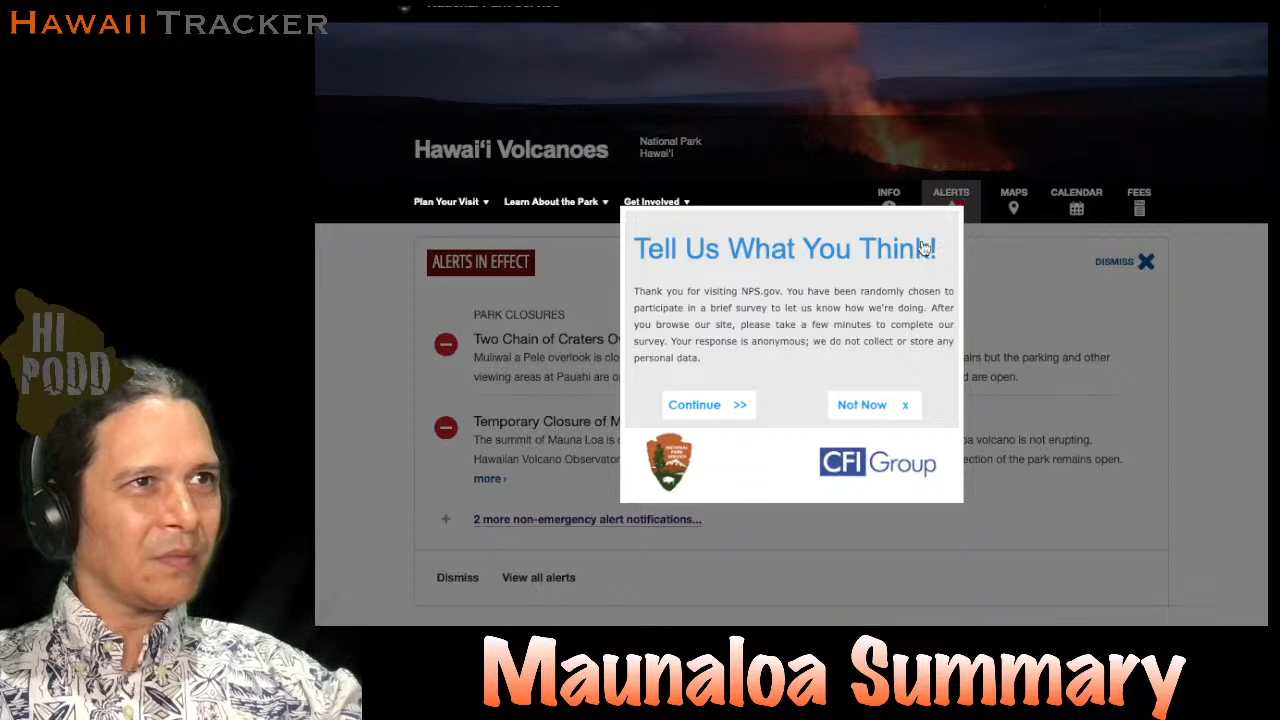 HAWAII TRACKER
Hawaiʻi Volcanoes
National Park
Hawaiʻi
Plan Your Visit
Learn About the Park
Get Involved
INFO
ALERTS
MAPS
CALENDAR
FEES
ALERTS IN EFFECT
DISMISS
PARK CLOSURES
Two Chain of Craters O
Muliwai a Pele overlook is clo
airs but the parking and other
viewing areas at Pauahi are op
d are open.
Temporary Closure of M
The summit of Mauna Loa is
oa volcano is not erupting.
Hawaiian Volcano Observator
ection of the park remains open.
more ›
+ 2 more non-emergency alert notifications...
Dismiss
View all alerts
Tell Us What You Think!
Thank you for visiting NPS.gov. You have been randomly chosen to
participate in a brief survey to let us know how we're doing. After
you browse our site, please take a few minutes to complete our
survey. Your response is anonymous; we do not collect or store any
personal data.
Continue >>
Not Now x
NATIONAL
PARK
SERVICE
CFI Group
HI
PODD
Maunaloa Summary